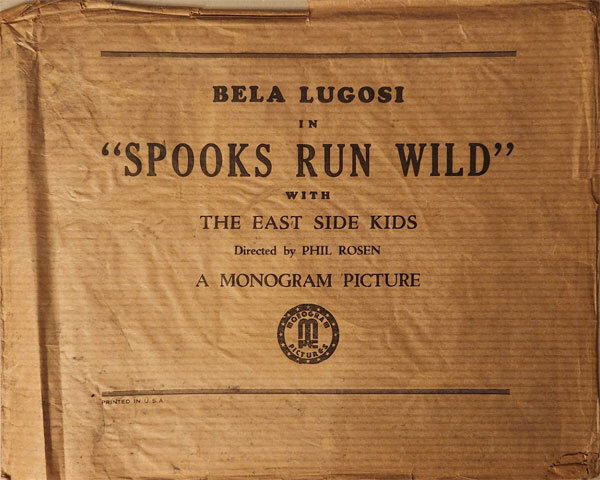 BELA LUGOSI
IN
"SPOOKS RUN WILD"
WITH
THE EAST SIDE KIDS
Directed by PHIL ROSEN
A MONOGRAM PICTURE
MONOGRAM
M
PICTURES
PRINTED IN U.S.A.